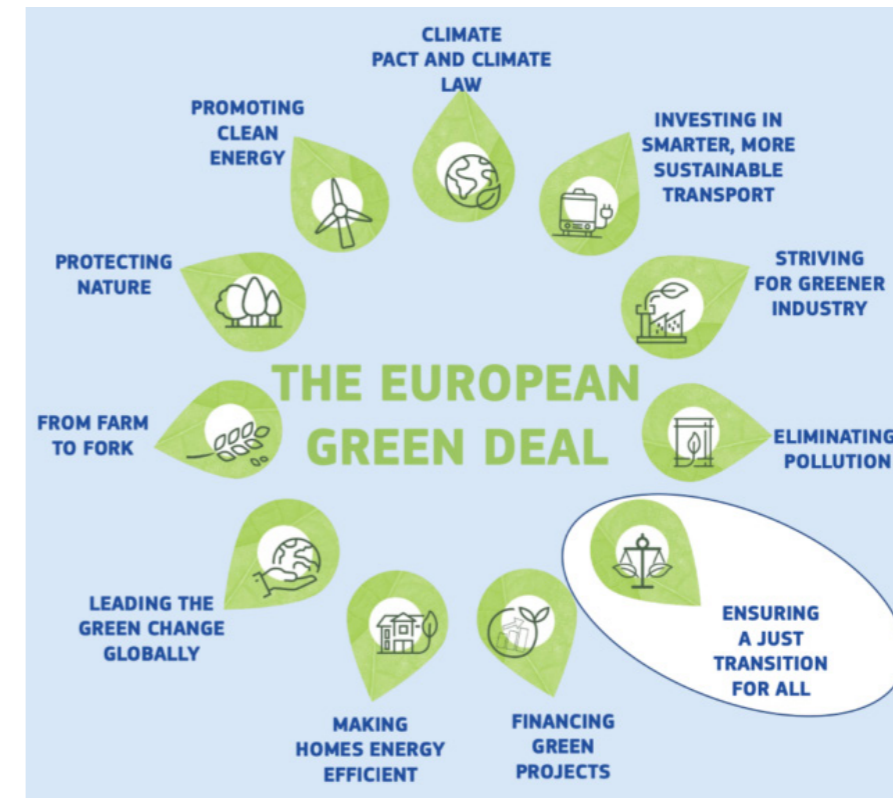 CLIMATE
PACT AND CLIMATE
LAW
PROMOTING
CLEAN
ENERGY
INVESTING IN
SMARTER, MORE
SUSTAINABLE
TRANSPORT
PROTECTING
NATURE
STRIVING
FOR GREENER
INDUSTRY
THE EUROPEAN
GREEN DEAL
FROM FARM
TO FORK
ELIMINATING
POLLUTION
LEADING THE
GREEN CHANGE
GLOBALLY
ENSURING
A JUST
TRANSITION
FOR ALL
MAKING
HOMES ENERGY
EFFICIENT
FINANCING
GREEN
PROJECTS